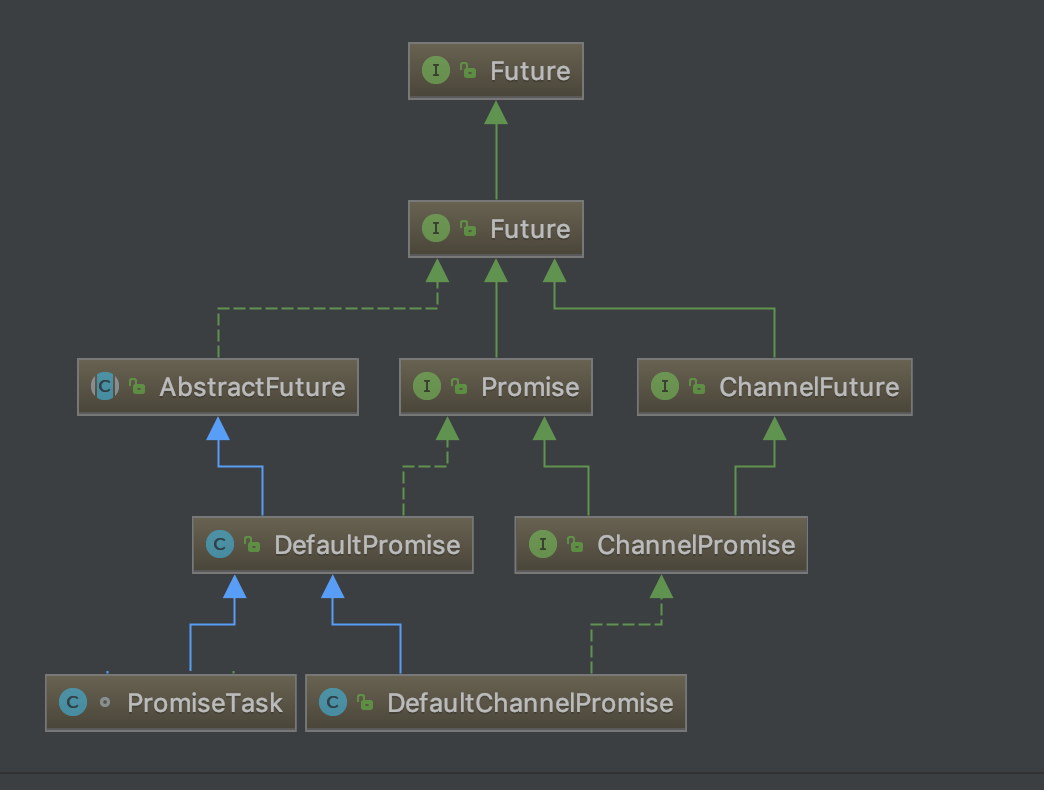 I Future
I Future
C AbstractFuture
I Promise
I ChannelFuture
C DefaultPromise
I ChannelPromise
C PromiseTask
C DefaultChannelPromise